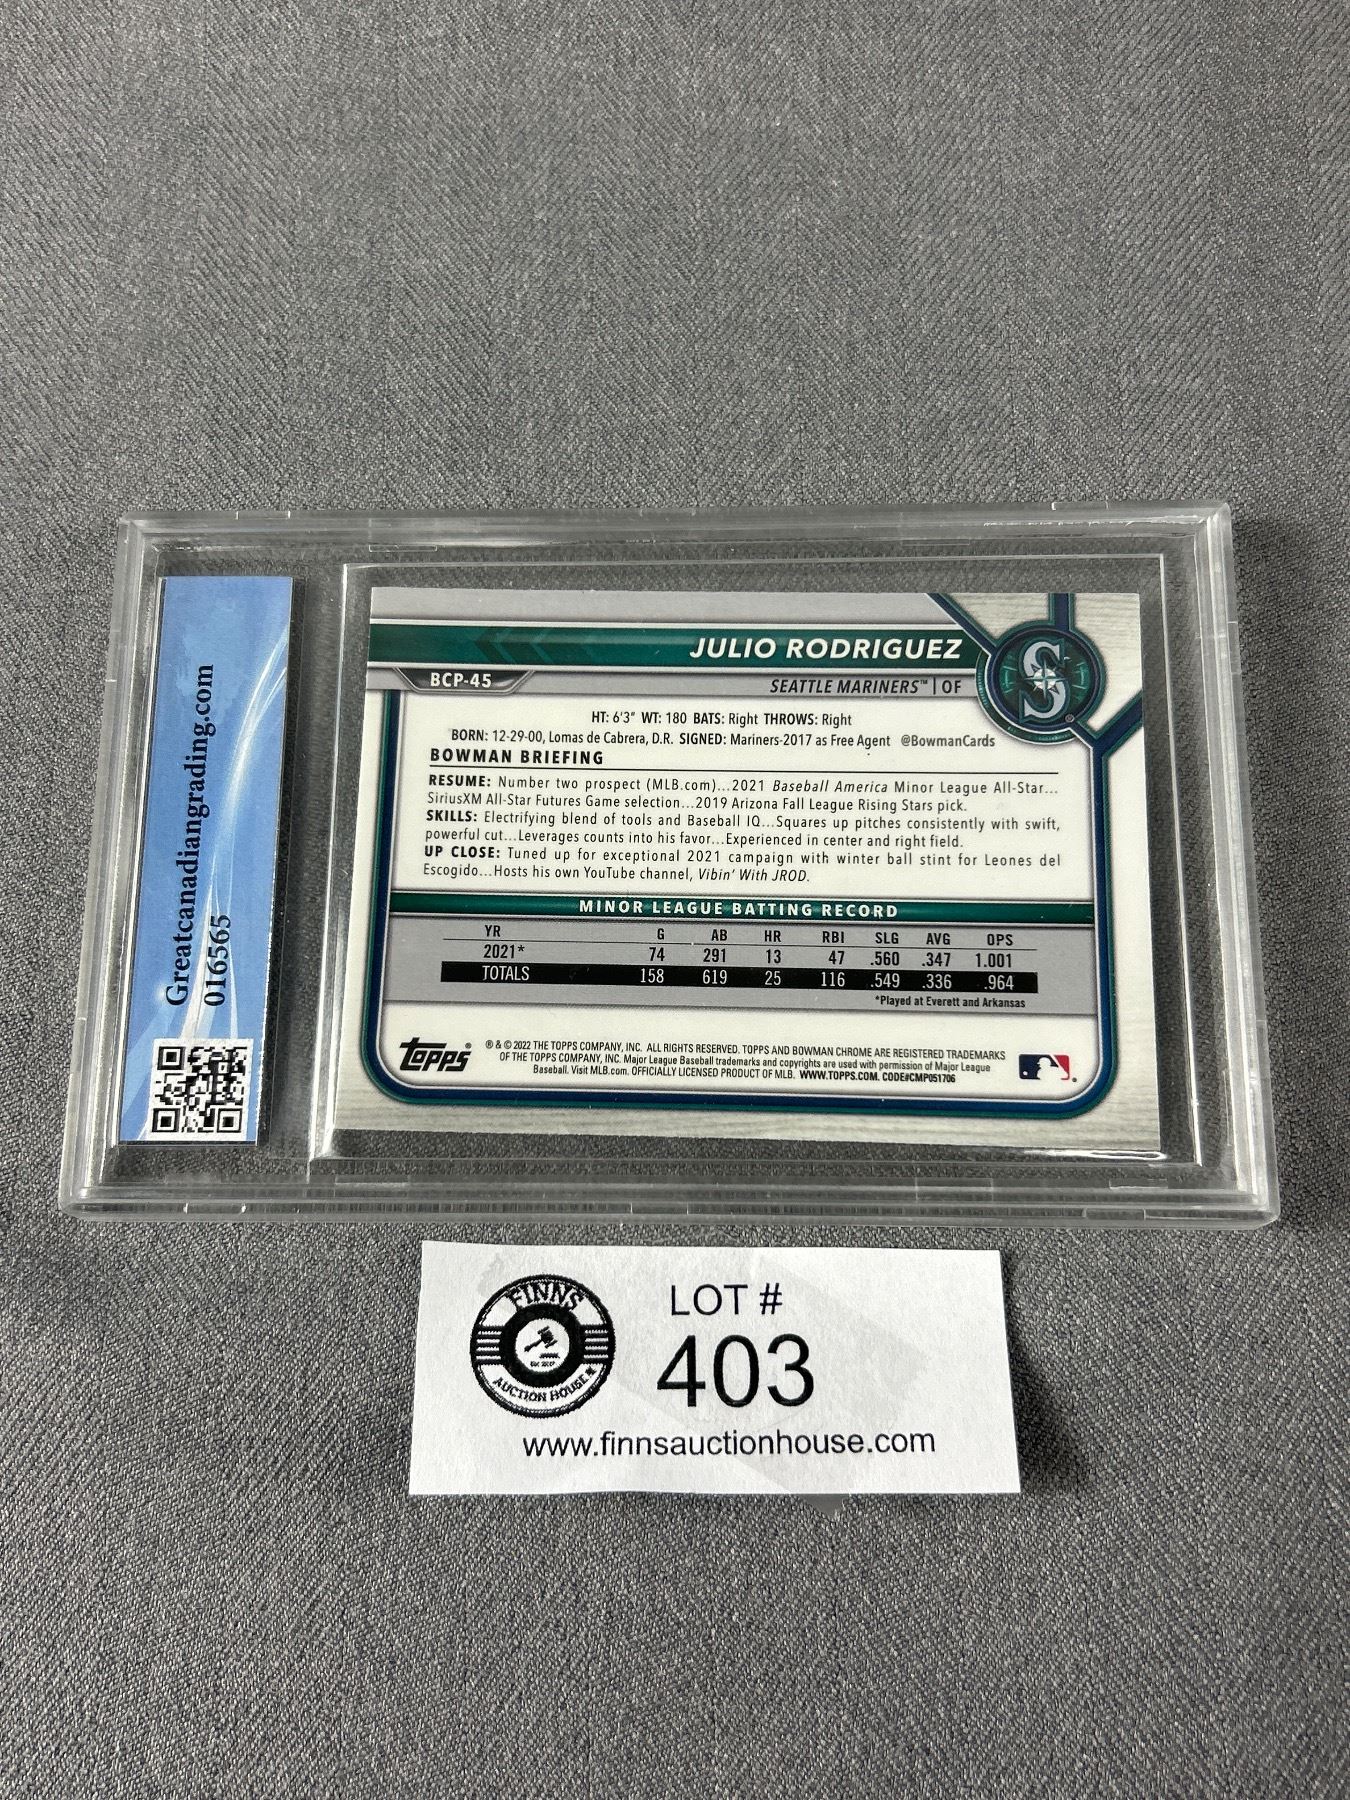 Greatcanadiangrading.com
016565
JULIO RODRIGUEZ
BCP-45
SEATTLE MARINERS™ | OF
S
HT: 6'3" WT: 180 BATS: Right THROWS: Right
BORN: 12-29-00, Lomas de Cabrera, D.R. SIGNED: Mariners-2017 as Free Agent @BowmanCards
BOWMAN BRIEFING
RESUME: Number two prospect (MLB.com)...2021 Baseball America Minor League All-Star...
SiriusXM All-Star Futures Game selection...2019 Arizona Fall League Rising Stars pick.
SKILLS: Electrifying blend of tools and Baseball IQ...Squares up pitches consistently with swift,
powerful cut...Leverages counts into his favor...Experienced in center and right field.
UP CLOSE: Tuned up for exceptional 2021 campaign with winter ball stint for Leones del
Escogido...Hosts his own YouTube channel, Vibin' With JROD.
MINOR LEAGUE BATTING RECORD
YR G AB HR RBI SLG AVG OPS
2021* 74 291 13 47 .560 .347 1.001
TOTALS 158 619 25 116 .549 .336 .964
*Played at Everett and Arkansas
topps®
® & © 2022 THE TOPPS COMPANY, INC. ALL RIGHTS RESERVED. TOPPS AND BOWMAN CHROME ARE REGISTERED TRADEMARKS
OF THE TOPPS COMPANY, INC. Major League Baseball trademarks and copyrights are used with permission of Major League
Baseball. Visit MLB.com. OFFICIALLY LICENSED PRODUCT OF MLB. WWW.TOPPS.COM. CODE#CMP051706
FINNS
AUCTION HOUSE
LOT #
403
www.finnsauctionhouse.com